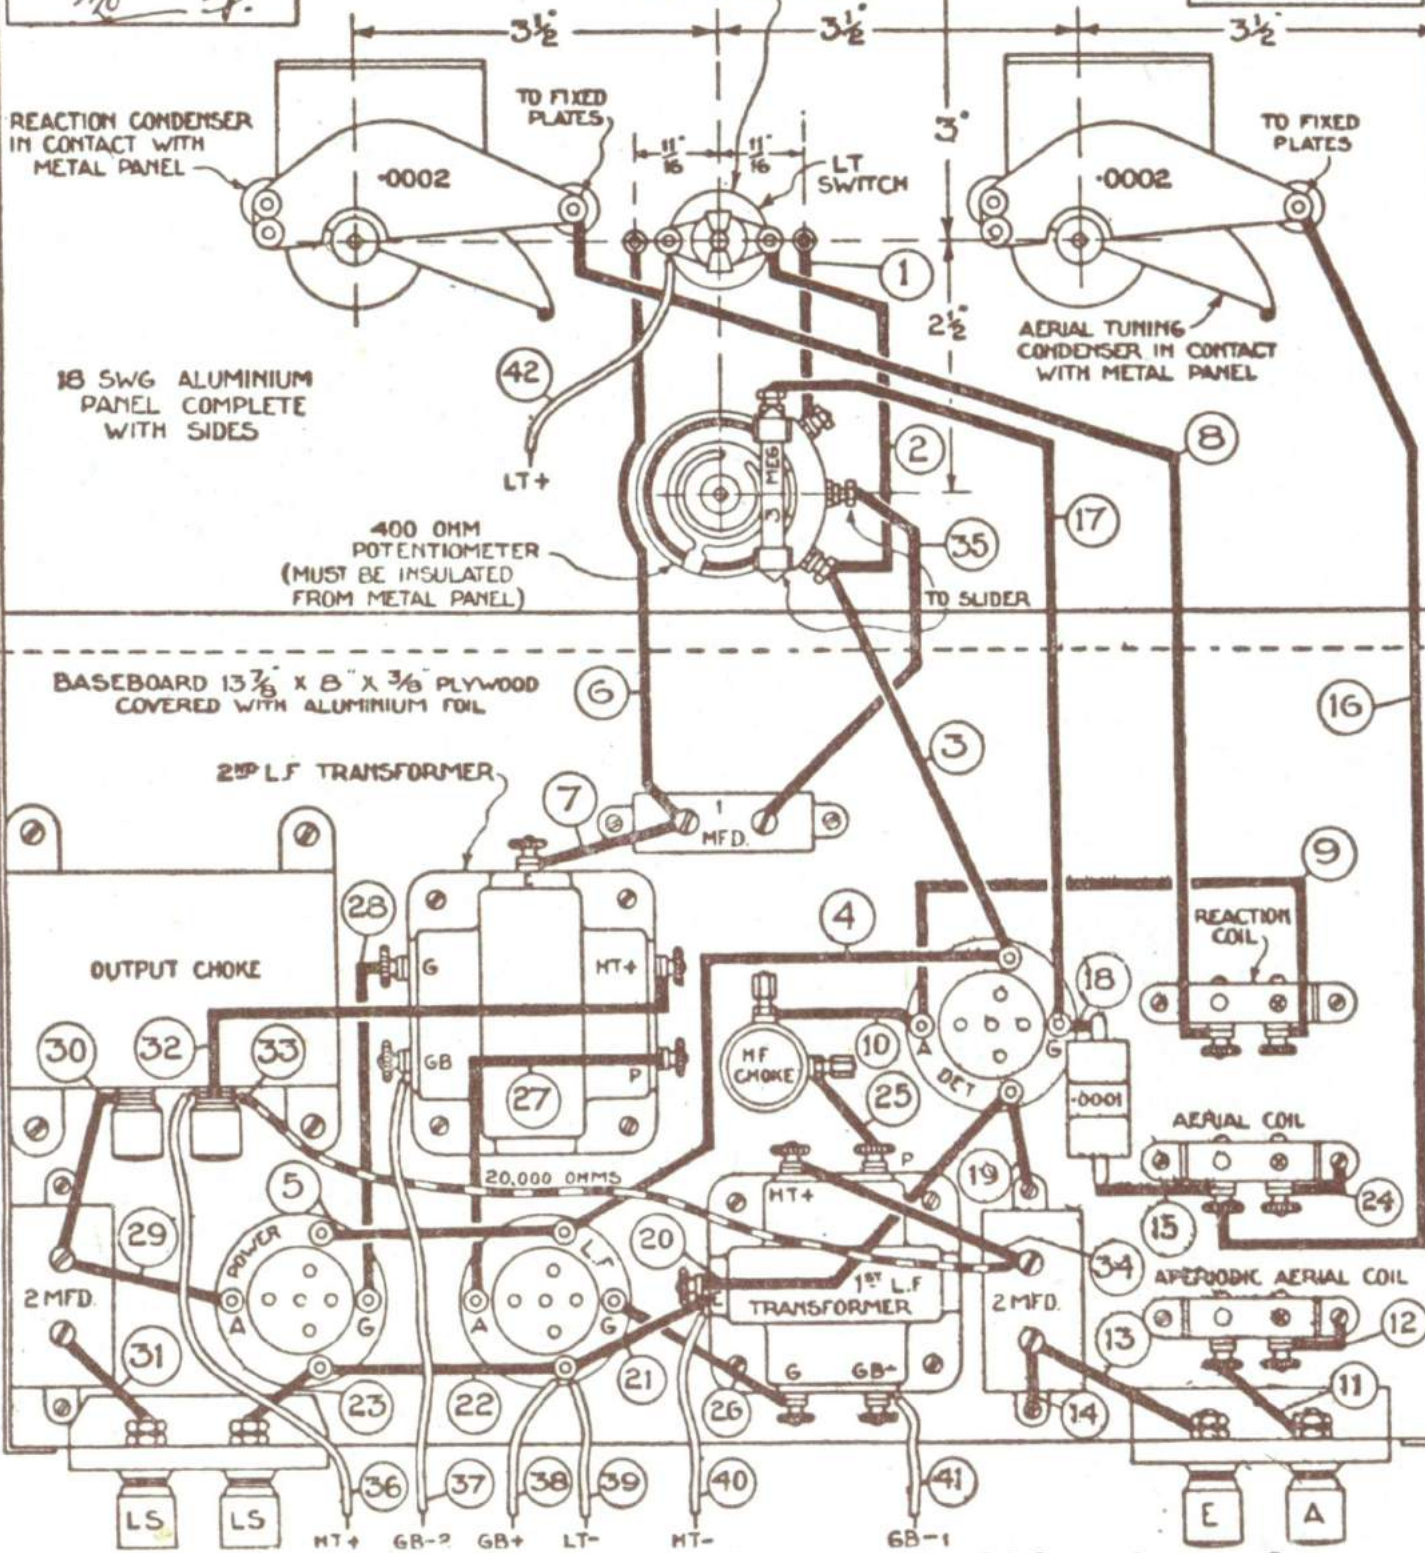 3½"
3½"
3½"
REACTION CONDENSER
IN CONTACT WITH
METAL PANEL
TO FIXED
PLATES
11/16"
11/16"
3"
TO FIXED
PLATES
·0002
LT
SWITCH
·0002
1
2½"
AERIAL TUNING
CONDENSER IN CONTACT
WITH METAL PANEL
18 SWG ALUMINIUM
PANEL COMPLETE
WITH SIDES
42
LT+
2
8
3 MEG
17
400 OHM
POTENTIOMETER
(MUST BE INSULATED
FROM METAL PANEL)
35
TO SLIDER
BASEBOARD 13⅞" X 8" X ⅜" PLYWOOD
COVERED WITH ALUMINIUM FOIL
6
16
3
2ND L.F TRANSFORMER
7
1
MFD.
9
28
4
REACTION
COIL
OUTPUT CHOKE
G
HT+
E
18
30
32
33
GB
P
27
HF
CHOKE
10
A
G
DET
25
·0001
AERIAL COIL
20,000 OHMS
P
HT+
19
15
24
5
29
POWER
A
G
L.F
A
G
20
E
1ST L.F
TRANSFORMER
34
2 MFD.
2 MFD.
APERIODIC AERIAL COIL
13
12
31
23
22
21
26
G
GB-
14
11
36
37
38
39
40
41
LS
LS
HT+
GB-2
GB+
LT-
HT-
GB-1
E
A